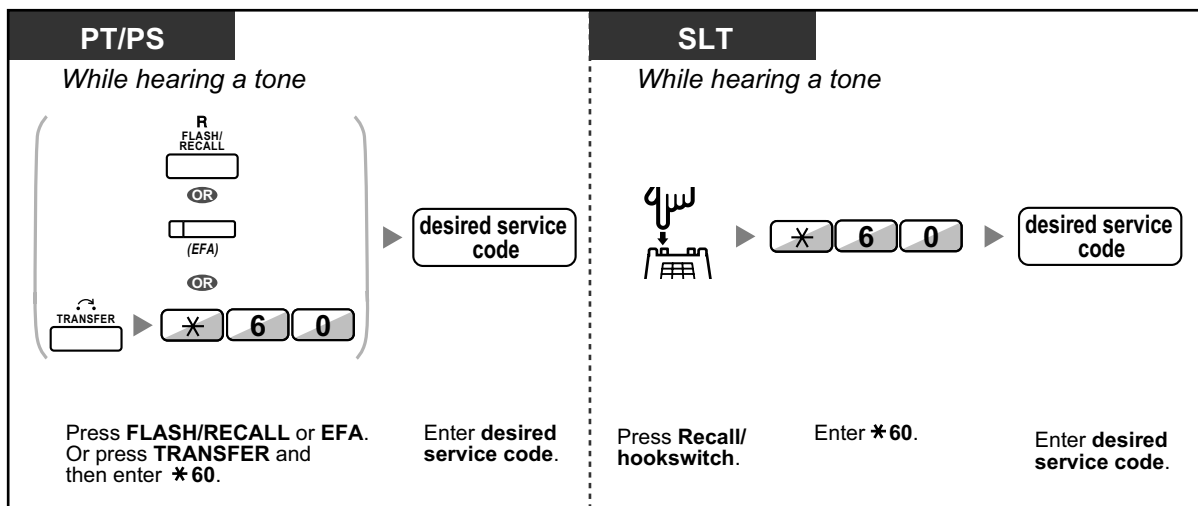 PT/PS
While hearing a tone
R
FLASH/
RECALL
OR
(EFA)
OR
TRANSFER
* 6 0
desired service
code
Press FLASH/RECALL or EFA.
Or press TRANSFER and
then enter *60.
Enter desired
service code.
SLT
While hearing a tone
* 6 0
desired service
code
Press Recall/
hookswitch.
Enter *60.
Enter desired
service code.